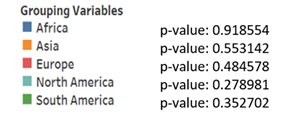 Grouping Variables
Africa p-value: 0.918554
Asia p-value: 0.553142
Europe p-value: 0.484578
North America p-value: 0.278981
South America p-value: 0.352702